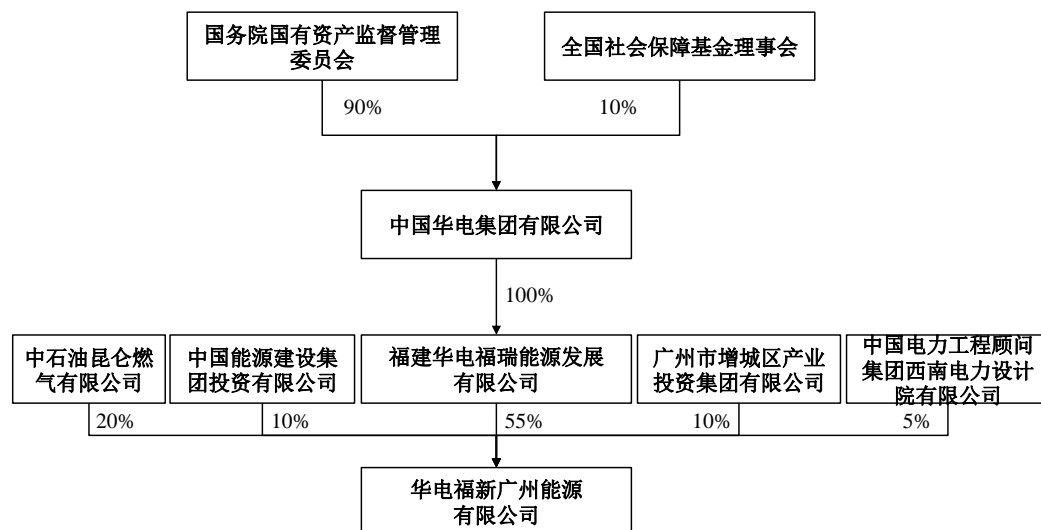 国务院国有资产监督管理
委员会
全国社会保障基金理事会
90%
10%
中国华电集团有限公司
100%
中石油昆仑燃
气有限公司
中国能源建设集
团投资有限公司
福建华电福瑞能源发展
有限公司
广州市增城区产业
投资集团有限公司
中国电力工程顾问
集团西南电力设计
院有限公司
20%
10%
55%
10%
5%
华电福新广州能源
有限公司